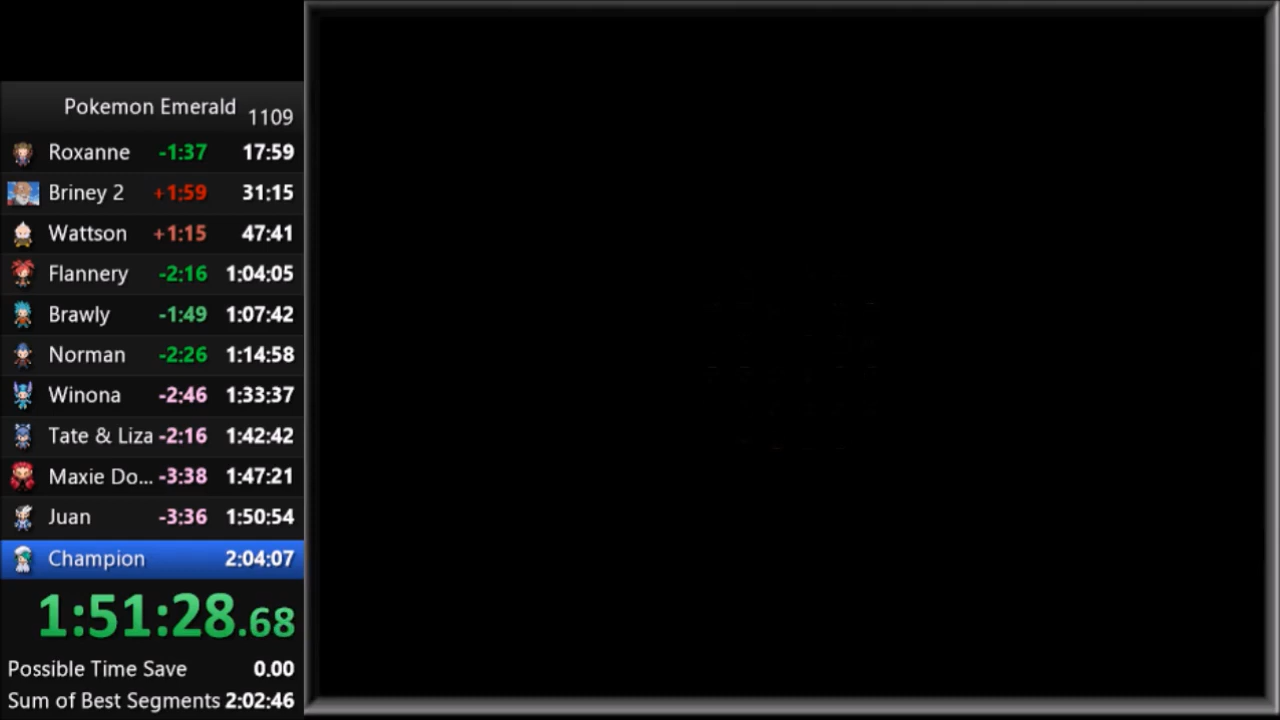 Pokemon Emerald 1109
Roxanne -1:37 17:59
Briney 2 +1:59 31:15
Wattson +1:15 47:41
Flannery -2:16 1:04:05
Brawly -1:49 1:07:42
Norman -2:26 1:14:58
Winona -2:46 1:33:37
Tate & Liza -2:16 1:42:42
Maxie Do... -3:38 1:47:21
Juan -3:36 1:50:54
Champion 2:04:07
1:51:28.68
Possible Time Save 0.00
Sum of Best Segments 2:02:46